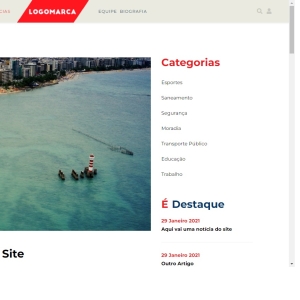 LOGOMARCA
EQUIPE BIOGRAFIA
Categorias
Esportes
Saneamento
Segurança
Moradia
Transporte Público
Educação
Trabalho
É Destaque
29 Janeiro 2021
Aqui vai uma notícia do site
Site
29 Janeiro 2021
Outro Artigo